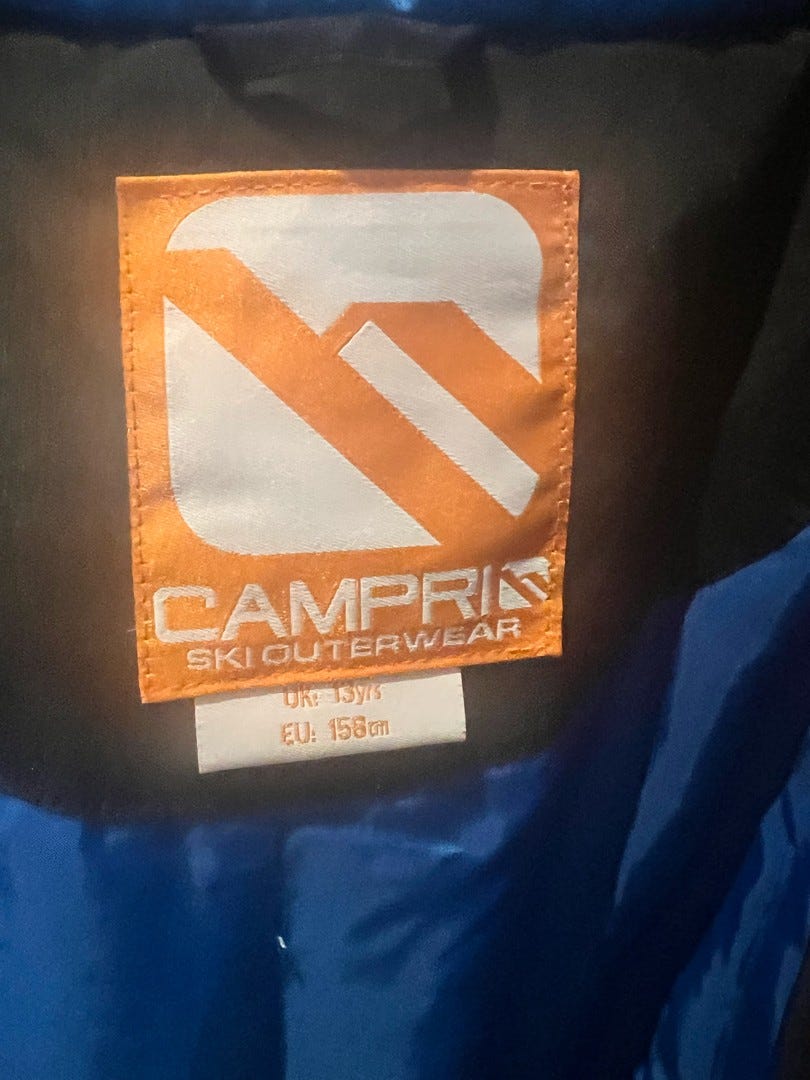 CAMPRI
SKI OUTERWEAR
UK: 13yrs
EU: 158cm